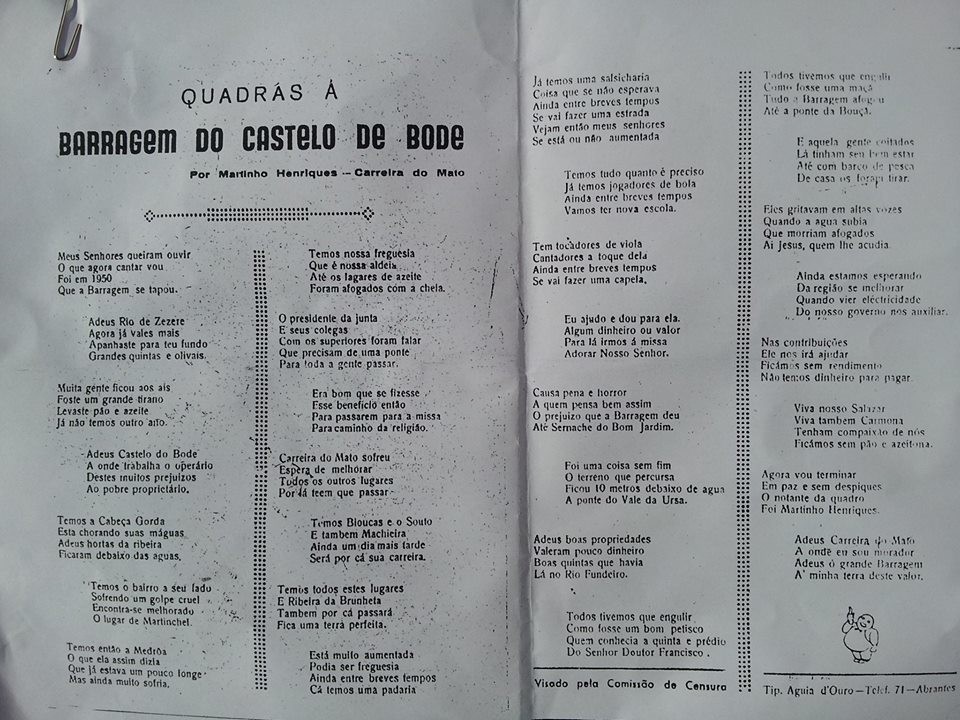 QUADRAS Á
BARRAGEM DO CASTELO DE BODE
Por Martinho Henriques — Carreira do Mato
Meus Senhores queiram ouvir
O que agora cantar vou
Foi em 1950
Que a Barragem se tapou.
Adeus Rio de Zezere
Agora já vales mais
Apanhaste para teu fundo
Grandes quintas e olivais.
Muita gente ficou aos ais
Foste um grande tirano
Levaste pão e azeite
Já não temos outro ano.
Adeus Castelo do Bode
A onde trabalha o operário
Destes muitos prejuizos
Ao pobre proprietário.
Temos a Cabeça Gorda
Esta chorando suas máguas
Adeus hortas da ribeira
Ficaram debaixo das aguas.
Temos o bairro a seu lado
Sofrendo um golpe cruel
Encontra-se melhorado
O lugar de Martinchel.
Temos então a Medrôa
O que ela assim dizia
Que já estava um pouco longe
Mas ainda muito sofria.
Temos nossa freguesia
Que é nossa aldeia
Até os lagares de azeite
Foram afogados com a cheia.
O presidente da junta
E seus colegas
Com os superiores foram falar
Que precisam de uma ponte
Para toda a gente passar.
Era bom que se fizesse
Esse beneficio então
Para passarem para a missa
Para caminho da religião.
Carreira do Mato sofreu
Espera de melhorar
Tudos os outros lugares
Por lá teem que passar
Temos Bioucas e o Souto
E tambem Machieira
Ainda um dia mais tarde
Será por cá sua carreira.
Temos todos estes lugares
E Ribeira da Brunheta
Tambem por cá passará
Fica uma terra perfeita.
Está muito aumentada
Podia ser freguesia
Ainda entre breves tempos
Cá temos uma padaria
Já temos uma salsicharia
Coisa que se não esperava
Ainda entre breves tempos
Se vai fazer uma estrada
Vejam então meus senhores
Se está ou não aumentada
Temos tudo quanto é preciso
Já temos jogadores de bola
Ainda entre breves tempos
Vamos ter nova escola.
Tem tocadores de viola
Cantadores a toque dela
Ainda entre breves tempos
Se vai fazer uma capela.
Eu ajudo e dou para ela.
Algum dinheiro ou valor
Para lá irmos á missa
Adorar Nosso Senhor.
Causa pena e horror
A quem pensa bem assim
O prejuizo que a Barragem deu
Até Sernache do Bom Jardim.
Foi uma coisa sem fim
O terreno que percursa
Ficou 10 metros debaixo de agua
A ponte do Vale da Ursa.
Adeus boas propriedades
Valeram pouco dinheiro
Boas quintas que havia
Lá no Rio Fundeiro.
Todos tivemos que engulir
Como fosse um bom petisco
Quem conhecia a quinta e prédio
Do Senhor Doutor Francisco.
Visado pela Comissão de Censura
Todos tivemos que engulir
Como fosse uma maçã
Tudo a Barragem afogou
Até a ponte da Bouçã.
E aquela gente coitados
Lá tinham seu bem estar
Até com barco de pesca
De casa os foram tirar.
Eles gritavam em altas vozes
Quando a agua subia
Que morriam afogados
Ai Jesus, quem lhe acudia.
Ainda estamos esperando
Da região se melhorar
Quando vier eléctricidade
Do nosso governo nos auxiliar.
Nas contribuições
Ele nos irá ajudar
Ficámos sem rendimento
Não temos dinheiro para pagar.
Viva nosso Salazar
Viva tambem Carmona
Tenham compaixão de nós
Ficámos sem pão e azeitona.
Agora vou terminar
Em paz e sem despiques
O notante da quadro
Foi Martinho Henriques.
Adeus Carreira do Mato
A onde eu sou morador
Adeus ó grande Barragem
A' minha terra deste valor.
Tip. Aguia d'Ouro — Telef. 71 — Abrantes